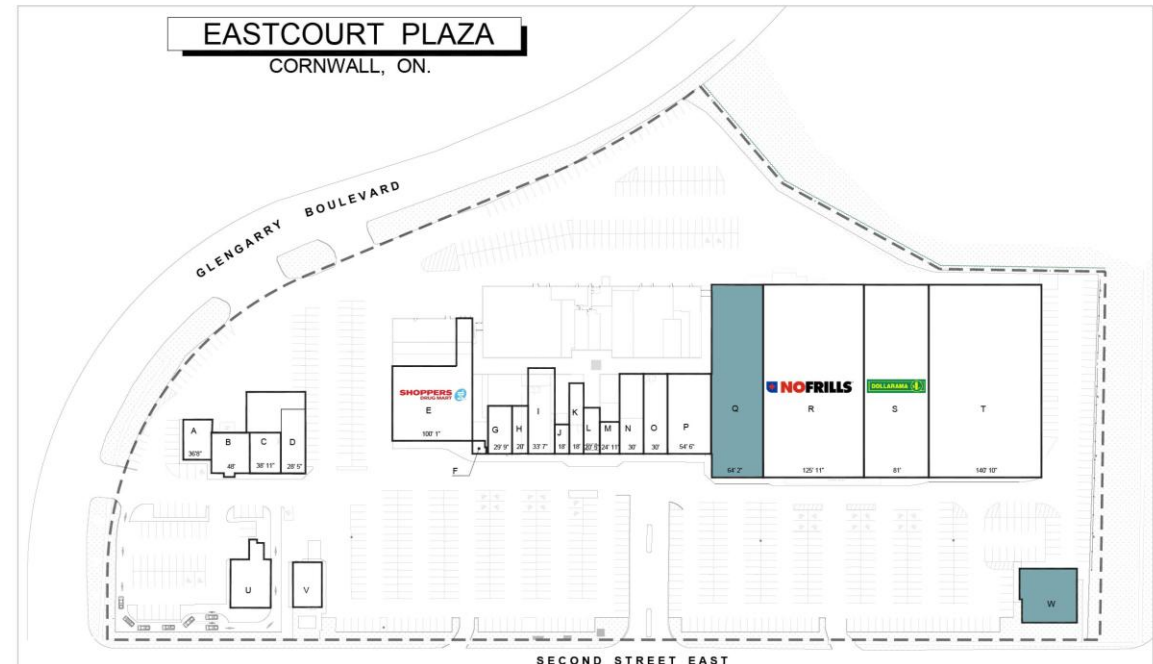 EASTCOURT PLAZA
CORNWALL, ON.
GLENGARRY BOULEVARD
SHOPPERS
DRUG MART
E
100' 1"
F
A
36'8"
B
48'
C
38' 11"
D
28' 5"
G
29' 9"
H
20'
I
33' 7"
J
18'
K
18'
L
M
24' 11"
N
30'
O
30'
P
54' 6"
Q
64' 2"
NOFRILLS
R
125' 11"
DOLLARAMA
S
81'
T
140' 10"
U
V
W
SECOND STREET EAST